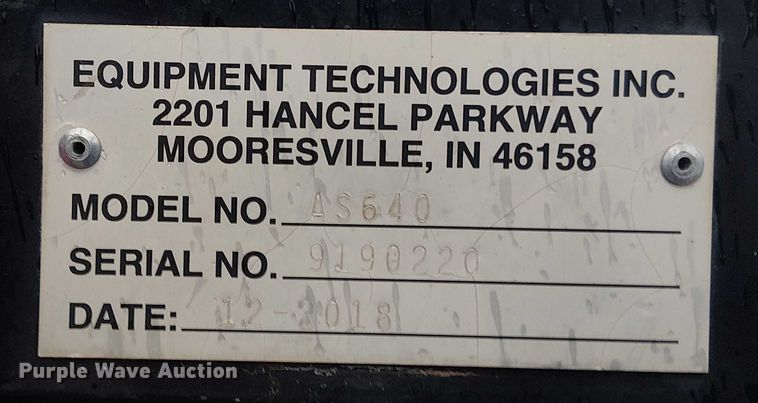 EQUIPMENT TECHNOLOGIES INC.
2201 HANCEL PARKWAY
MOORESVILLE, IN 46158
MODEL NO. AS640
SERIAL NO. 9190220
DATE: 12-2018
Purple Wave Auction